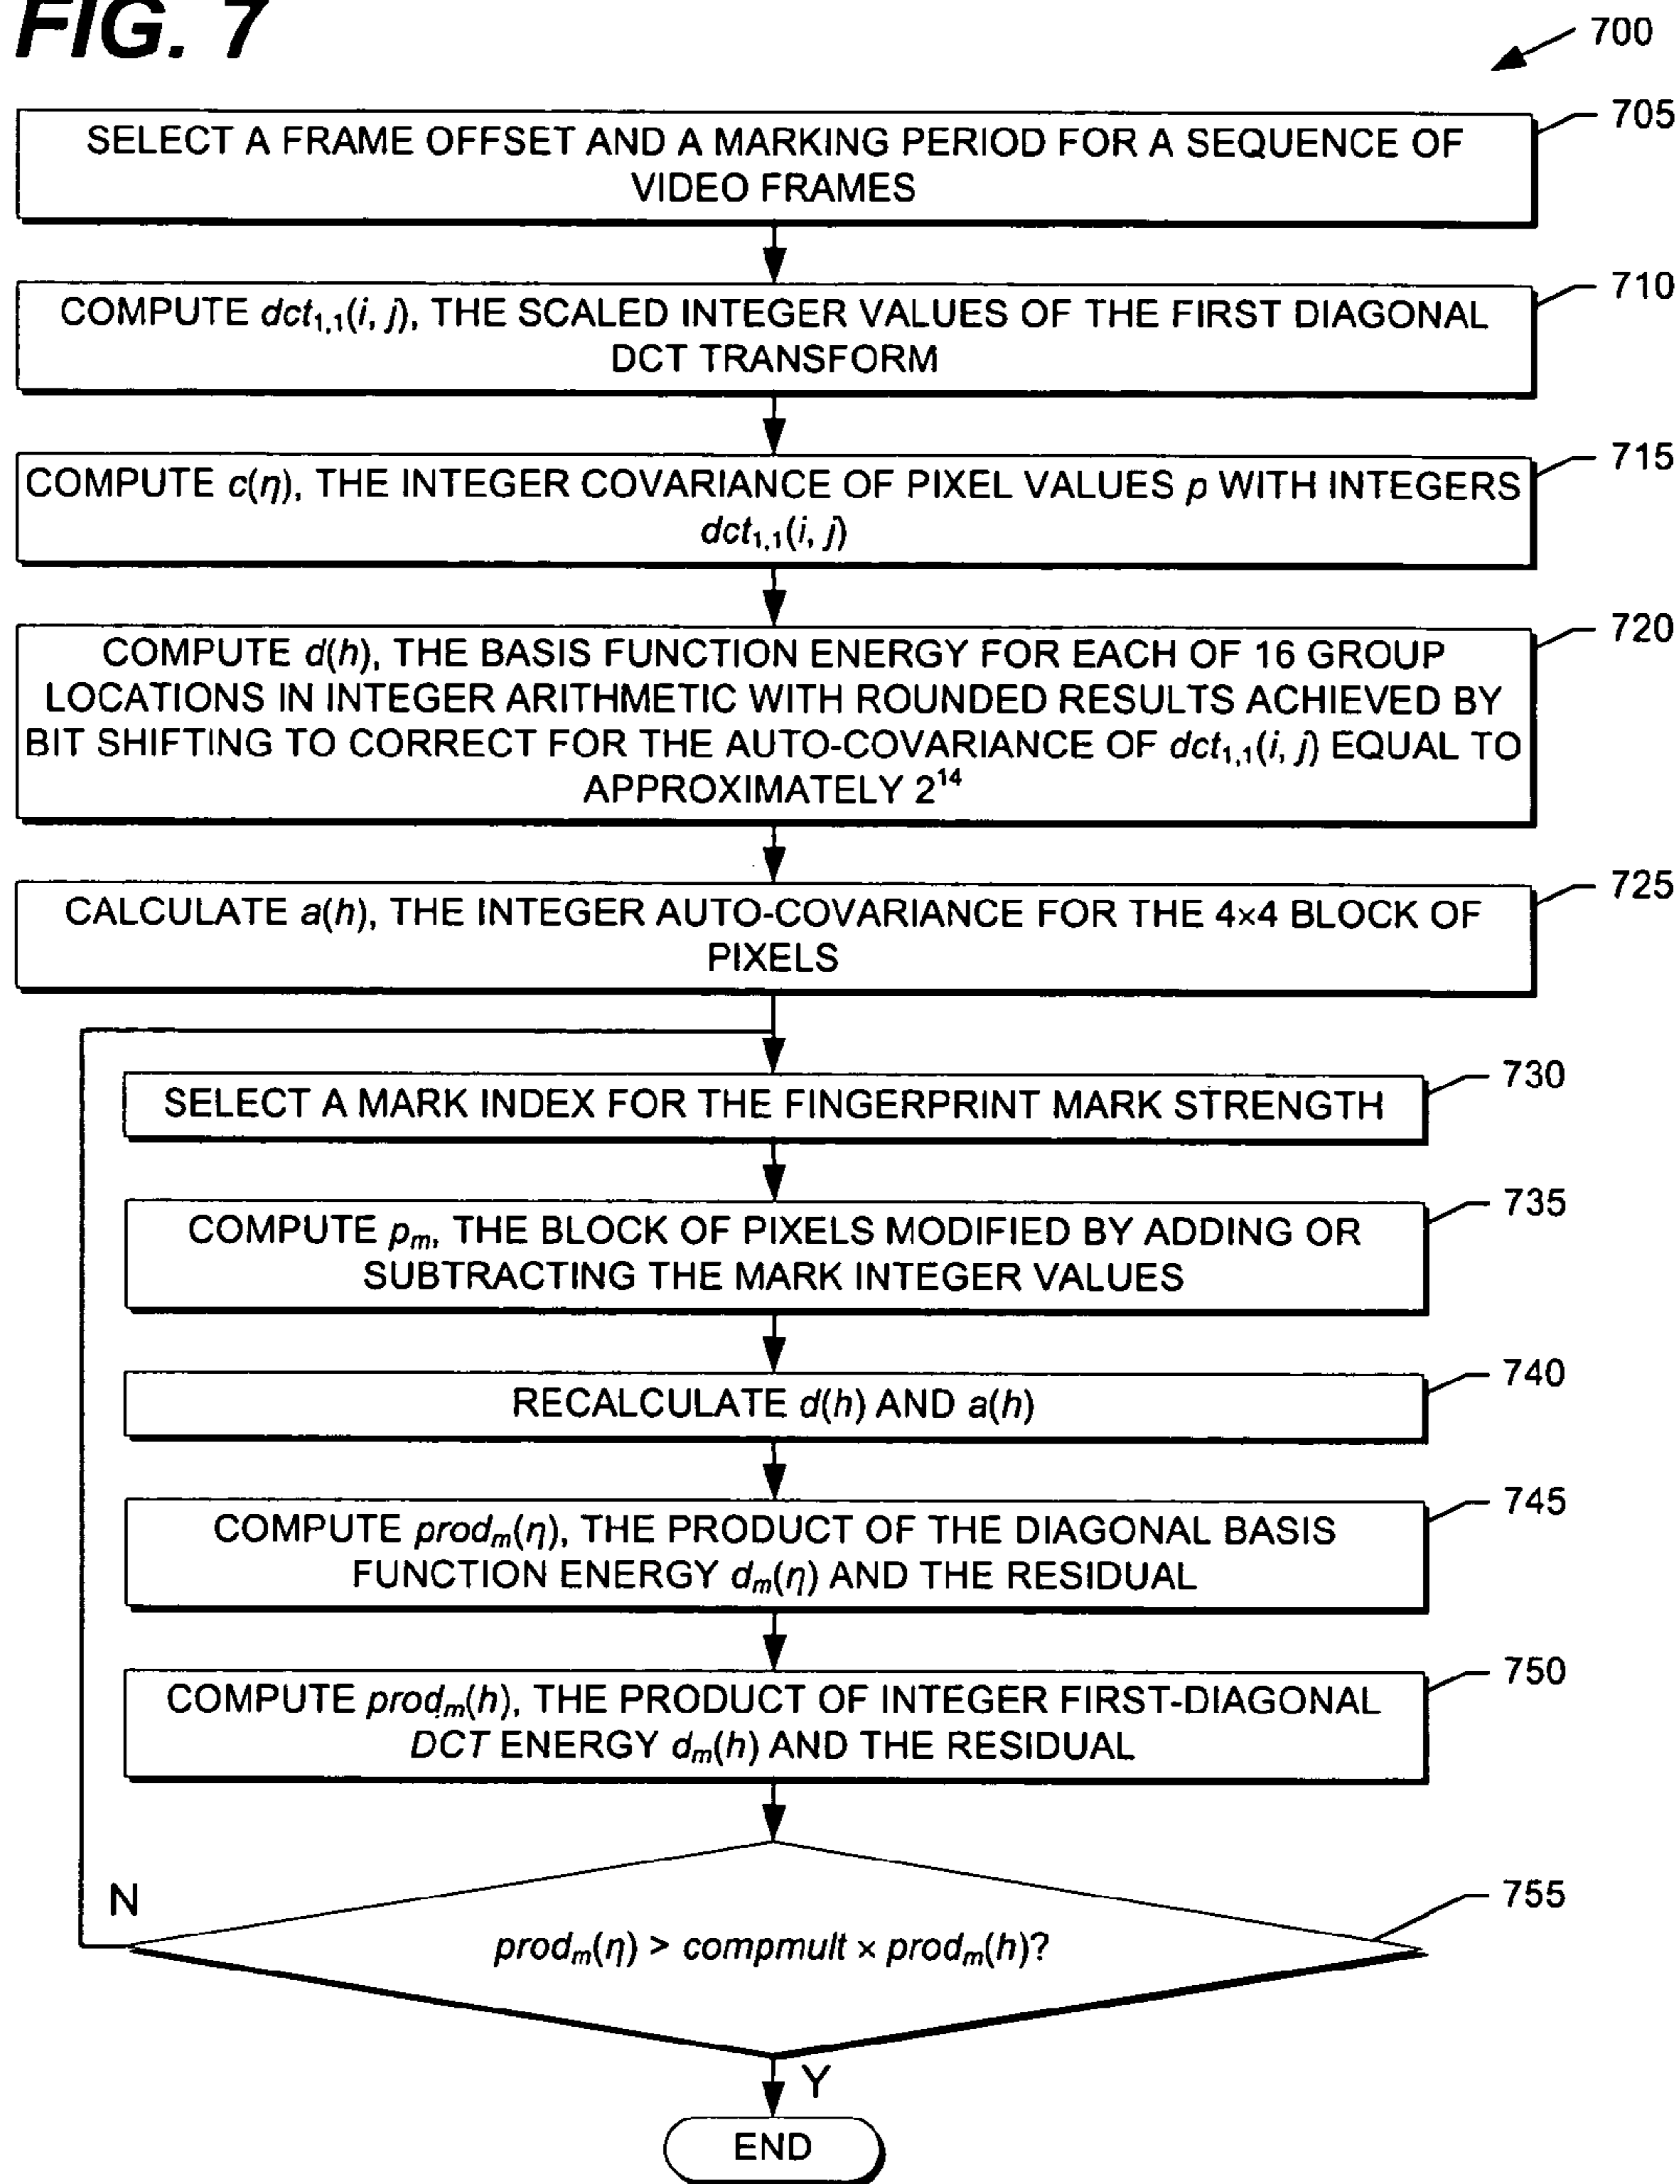 FIG. 7
700
705
SELECT A FRAME OFFSET AND A MARKING PERIOD FOR A SEQUENCE OF
VIDEO FRAMES
710
COMPUTE dct₁,₁(i, j), THE SCALED INTEGER VALUES OF THE FIRST DIAGONAL
DCT TRANSFORM
715
COMPUTE c(η), THE INTEGER COVARIANCE OF PIXEL VALUES p WITH INTEGERS
dct₁,₁(i, j)
720
COMPUTE d(h), THE BASIS FUNCTION ENERGY FOR EACH OF 16 GROUP
LOCATIONS IN INTEGER ARITHMETIC WITH ROUNDED RESULTS ACHIEVED BY
BIT SHIFTING TO CORRECT FOR THE AUTO-COVARIANCE OF dct₁,₁(i, j) EQUAL TO
APPROXIMATELY 2¹⁴
725
CALCULATE a(h), THE INTEGER AUTO-COVARIANCE FOR THE 4×4 BLOCK OF
PIXELS
730
SELECT A MARK INDEX FOR THE FINGERPRINT MARK STRENGTH
735
COMPUTE pₘ, THE BLOCK OF PIXELS MODIFIED BY ADDING OR
SUBTRACTING THE MARK INTEGER VALUES
740
RECALCULATE d(h) AND a(h)
745
COMPUTE prodₘ(η), THE PRODUCT OF THE DIAGONAL BASIS
FUNCTION ENERGY dₘ(η) AND THE RESIDUAL
750
COMPUTE prodₘ(h), THE PRODUCT OF INTEGER FIRST-DIAGONAL
DCT ENERGY dₘ(h) AND THE RESIDUAL
755
N
prodₘ(η) > compmult × prodₘ(h)?
Y
END